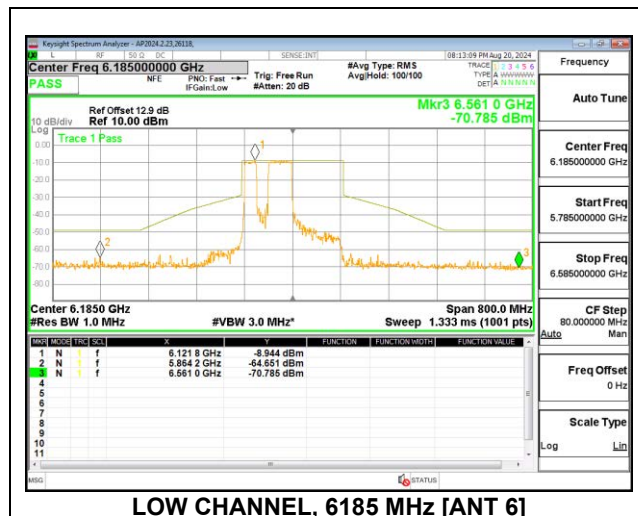 Keysight Spectrum Analyzer - AP2024.2.23,26118,
L RF 50 Ω DC SENSE:INT 08:13:09 PM Aug 20, 2024
Center Freq 6.185000000 GHz #Avg Type: RMS TRACE 1 2 3 4 5 6
NFE PNO: Fast Trig: Free Run Avg|Hold: 100/100 TYPE A WWWWW
PASS IFGain:Low #Atten: 20 dB DET A N N N N N
Frequency
Auto Tune
Center Freq
6.185000000 GHz
Start Freq
5.785000000 GHz
Stop Freq
6.585000000 GHz
CF Step
80.000000 MHz
Auto Man
Freq Offset
0 Hz
Scale Type
Log Lin
Mkr3 6.561 0 GHz
Ref Offset 12.9 dB
10 dB/div Ref 10.00 dBm -70.785 dBm
Log
Trace 1 Pass
0.00
-10.0
-20.0
-30.0
-40.0
-50.0
-60.0
-70.0
-80.0
1
2
3
Center 6.1850 GHz Span 800.0 MHz
#Res BW 1.0 MHz #VBW 3.0 MHz* Sweep 1.333 ms (1001 pts)
MKR MODE TRC SCL X Y FUNCTION FUNCTION WIDTH FUNCTION VALUE
1 N 1 f 6.121 8 GHz -8.944 dBm
2 N 1 f 5.864 2 GHz -64.651 dBm
3 N 1 f 6.561 0 GHz -70.785 dBm
4
5
6
7
8
9
10
11
MSG STATUS
LOW CHANNEL, 6185 MHz [ANT 6]